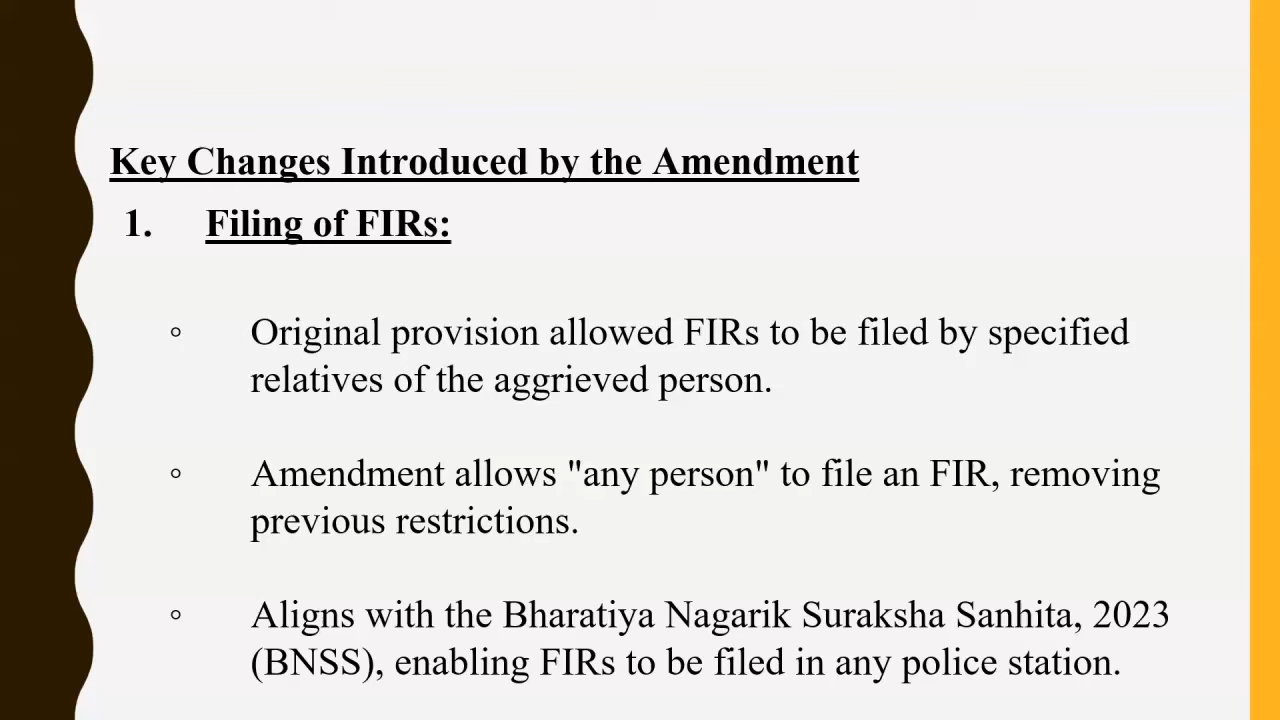 Key Changes Introduced by the Amendment
1. Filing of FIRs:
◦ Original provision allowed FIRs to be filed by specified
relatives of the aggrieved person.
◦ Amendment allows "any person" to file an FIR, removing
previous restrictions.
◦ Aligns with the Bharatiya Nagarik Suraksha Sanhita, 2023
(BNSS), enabling FIRs to be filed in any police station.